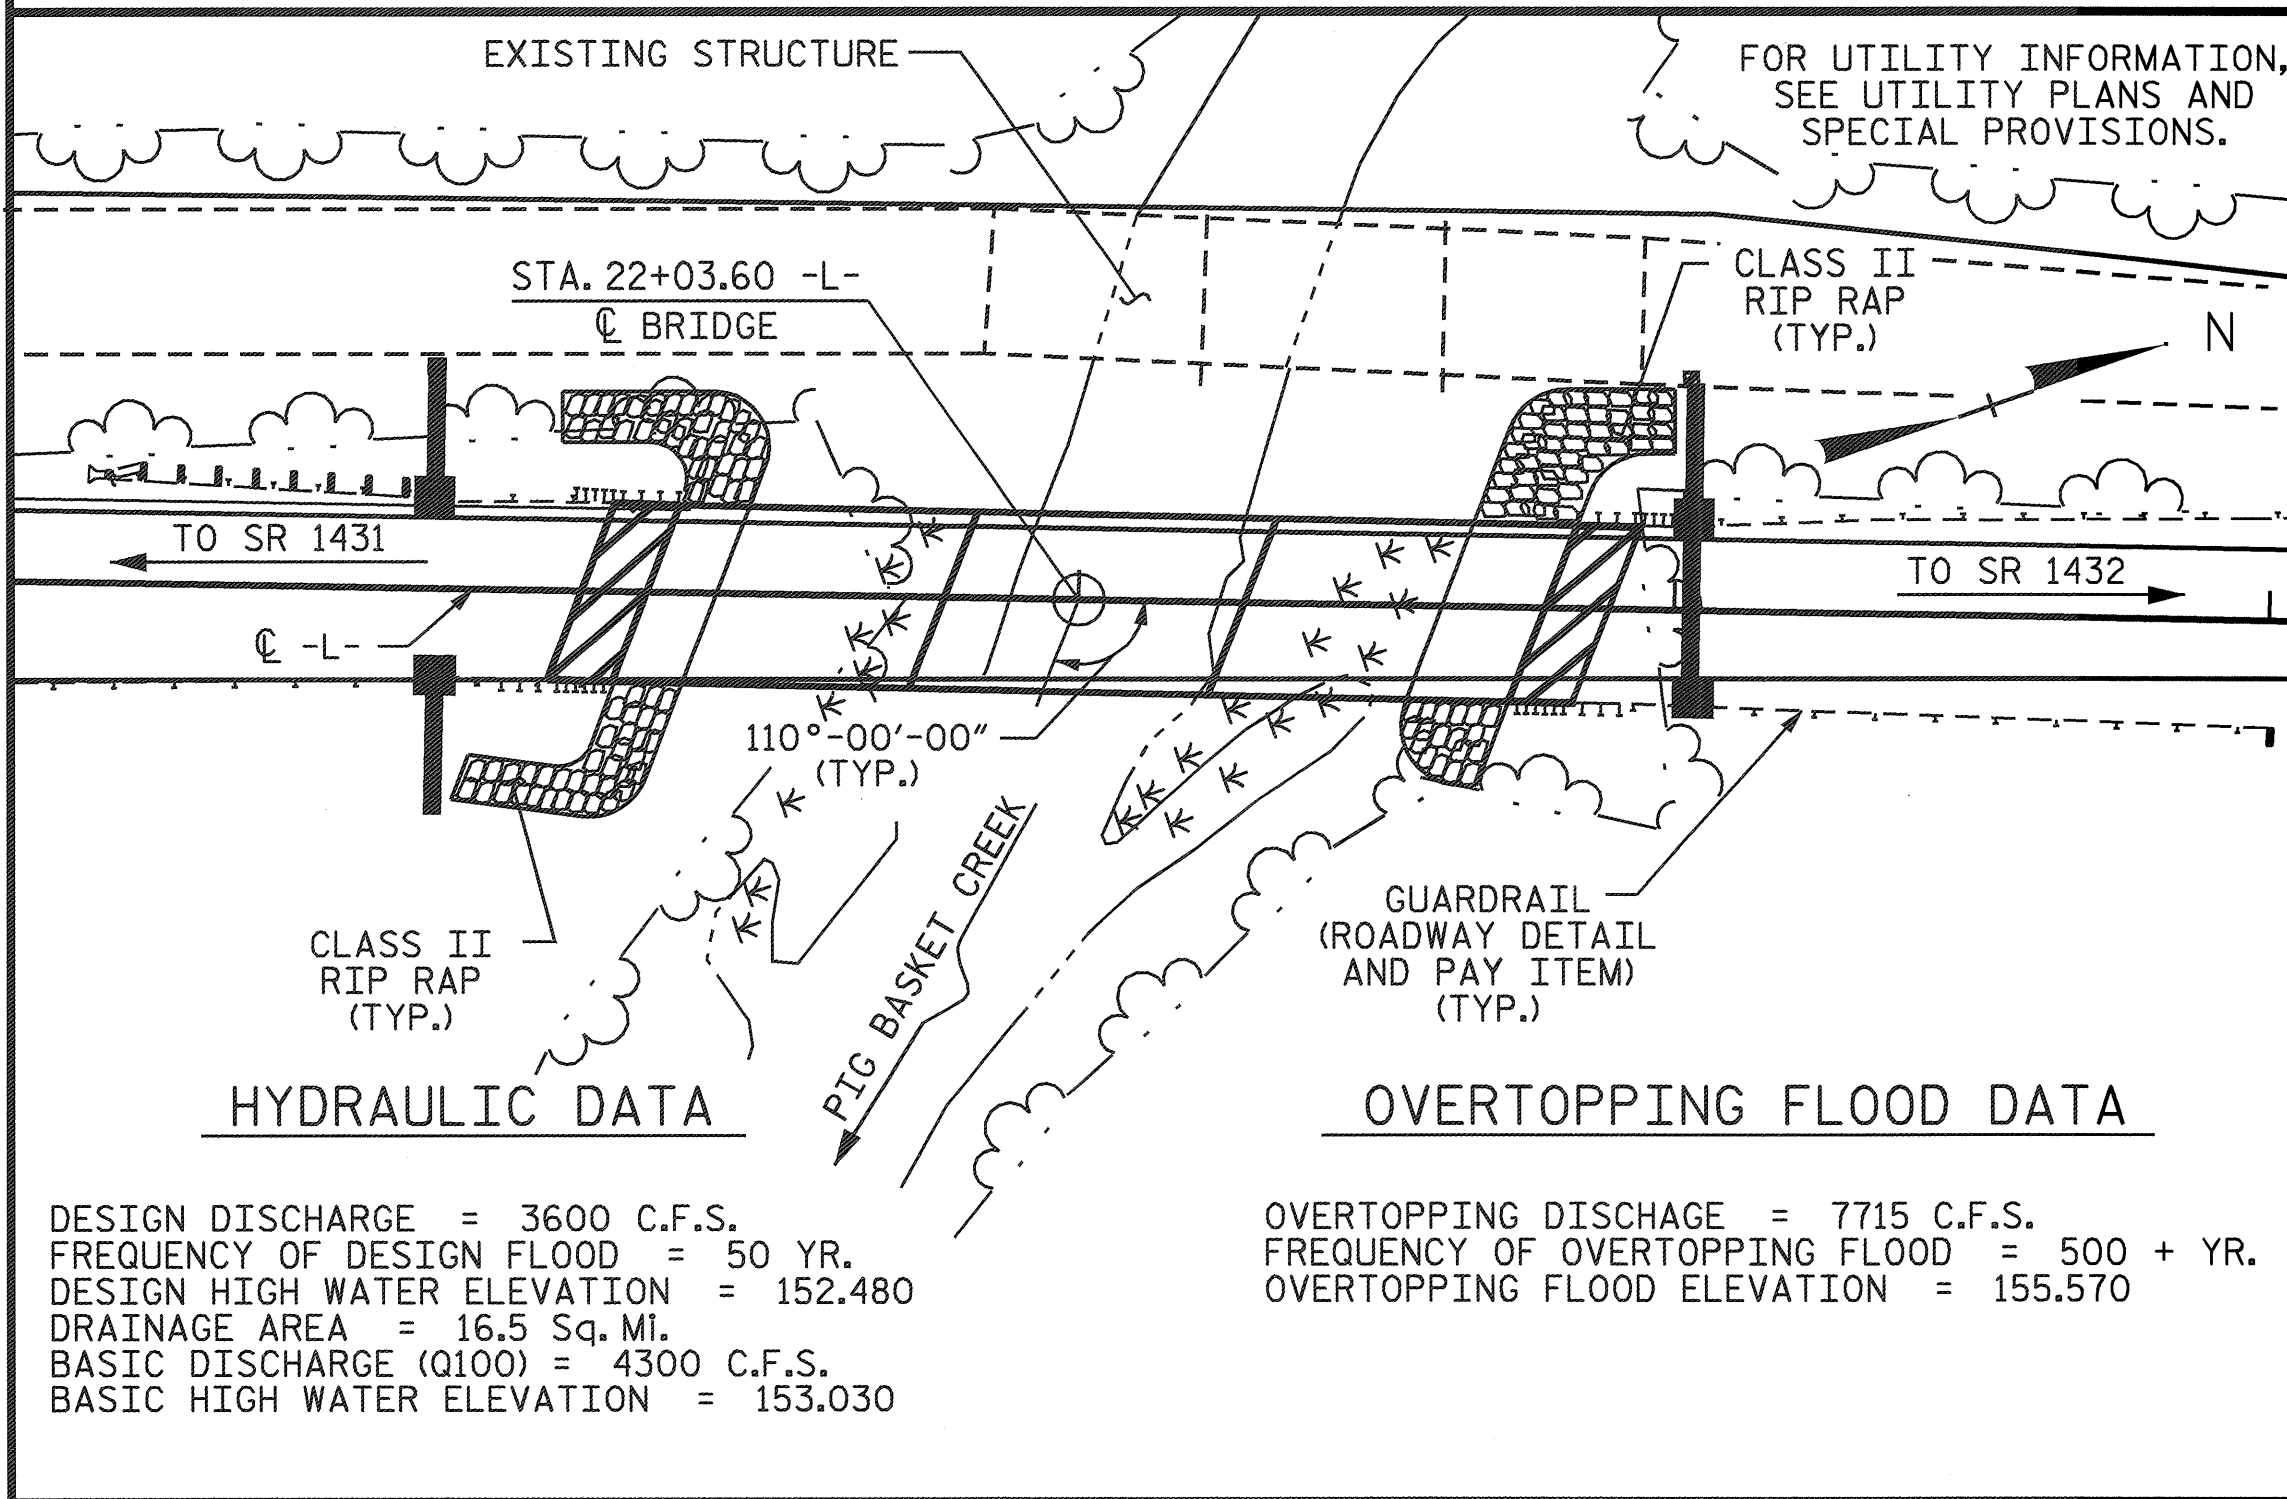 EXISTING STRUCTURE
FOR UTILITY INFORMATION,
SEE UTILITY PLANS AND
SPECIAL PROVISIONS.
STA. 22+03.60 -L-
℄ BRIDGE
CLASS II
RIP RAP
(TYP.)
N
TO SR 1431
TO SR 1432
℄ -L-
110°-00'-00"
(TYP.)
PIG BASKET CREEK
GUARDRAIL
(ROADWAY DETAIL
AND PAY ITEM)
(TYP.)
CLASS II
RIP RAP
(TYP.)
HYDRAULIC DATA
DESIGN DISCHARGE = 3600 C.F.S.
FREQUENCY OF DESIGN FLOOD = 50 YR.
DESIGN HIGH WATER ELEVATION = 152.480
DRAINAGE AREA = 16.5 Sq. Mi.
BASIC DISCHARGE (Q100) = 4300 C.F.S.
BASIC HIGH WATER ELEVATION = 153.030
OVERTOPPING FLOOD DATA
OVERTOPPING DISCHAGE = 7715 C.F.S.
FREQUENCY OF OVERTOPPING FLOOD = 500 + YR.
OVERTOPPING FLOOD ELEVATION = 155.570